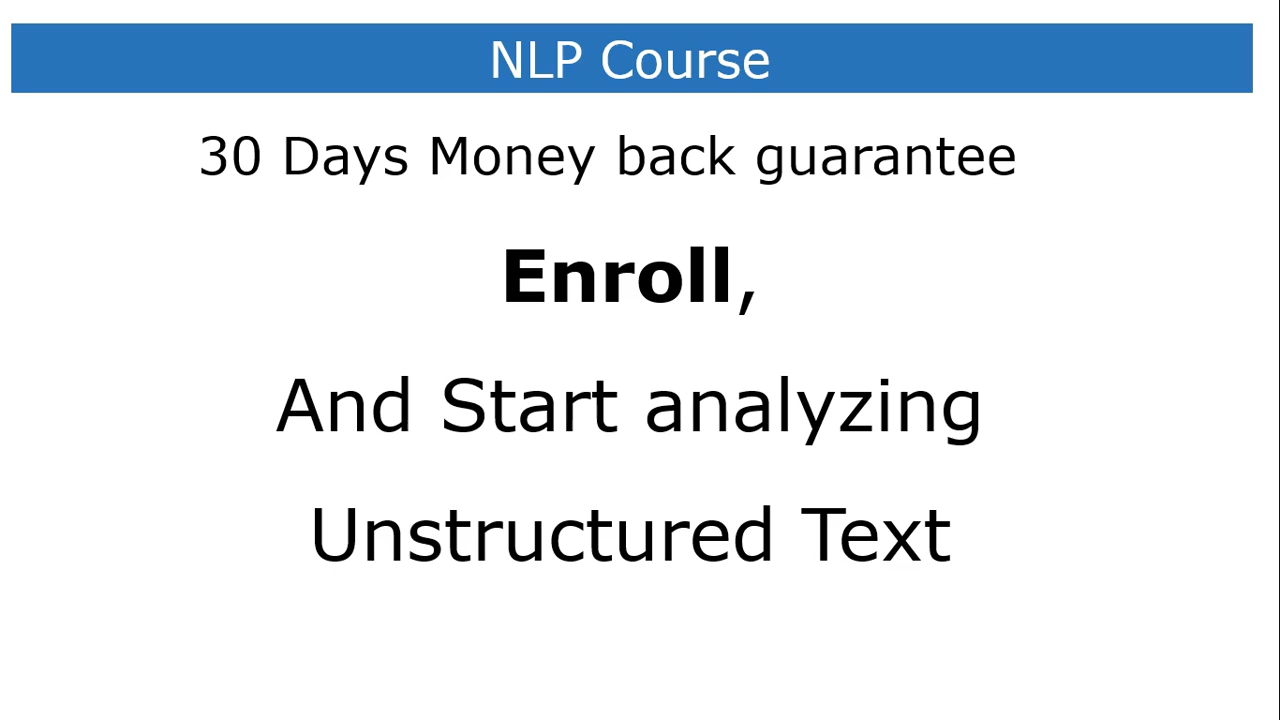 NLP Course
30 Days Money back guarantee
Enroll,
And Start analyzing
Unstructured Text